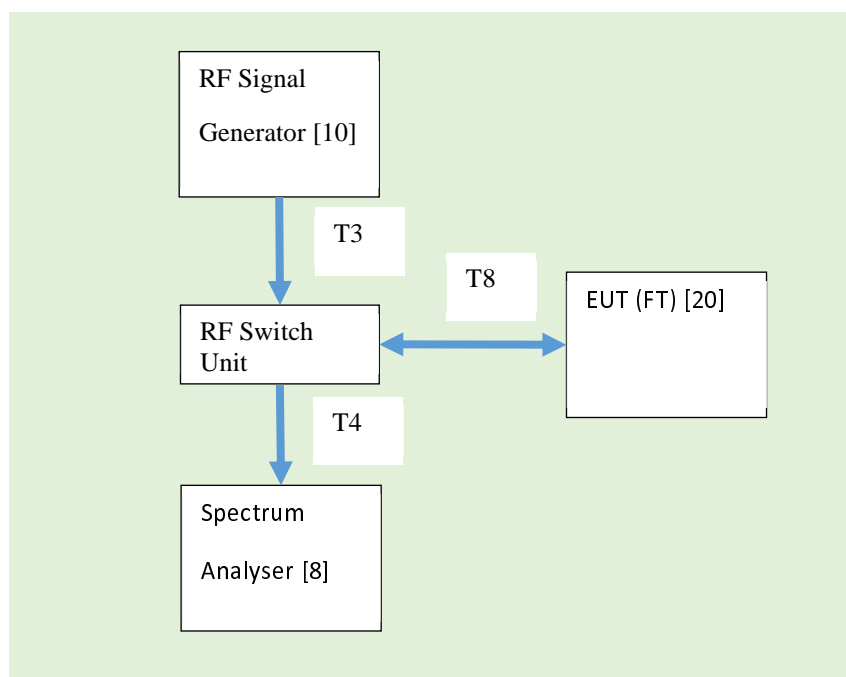 RF Signal
Generator [10]
T3
T8
EUT (FT) [20]
RF Switch
Unit
T4
Spectrum
Analyser [8]